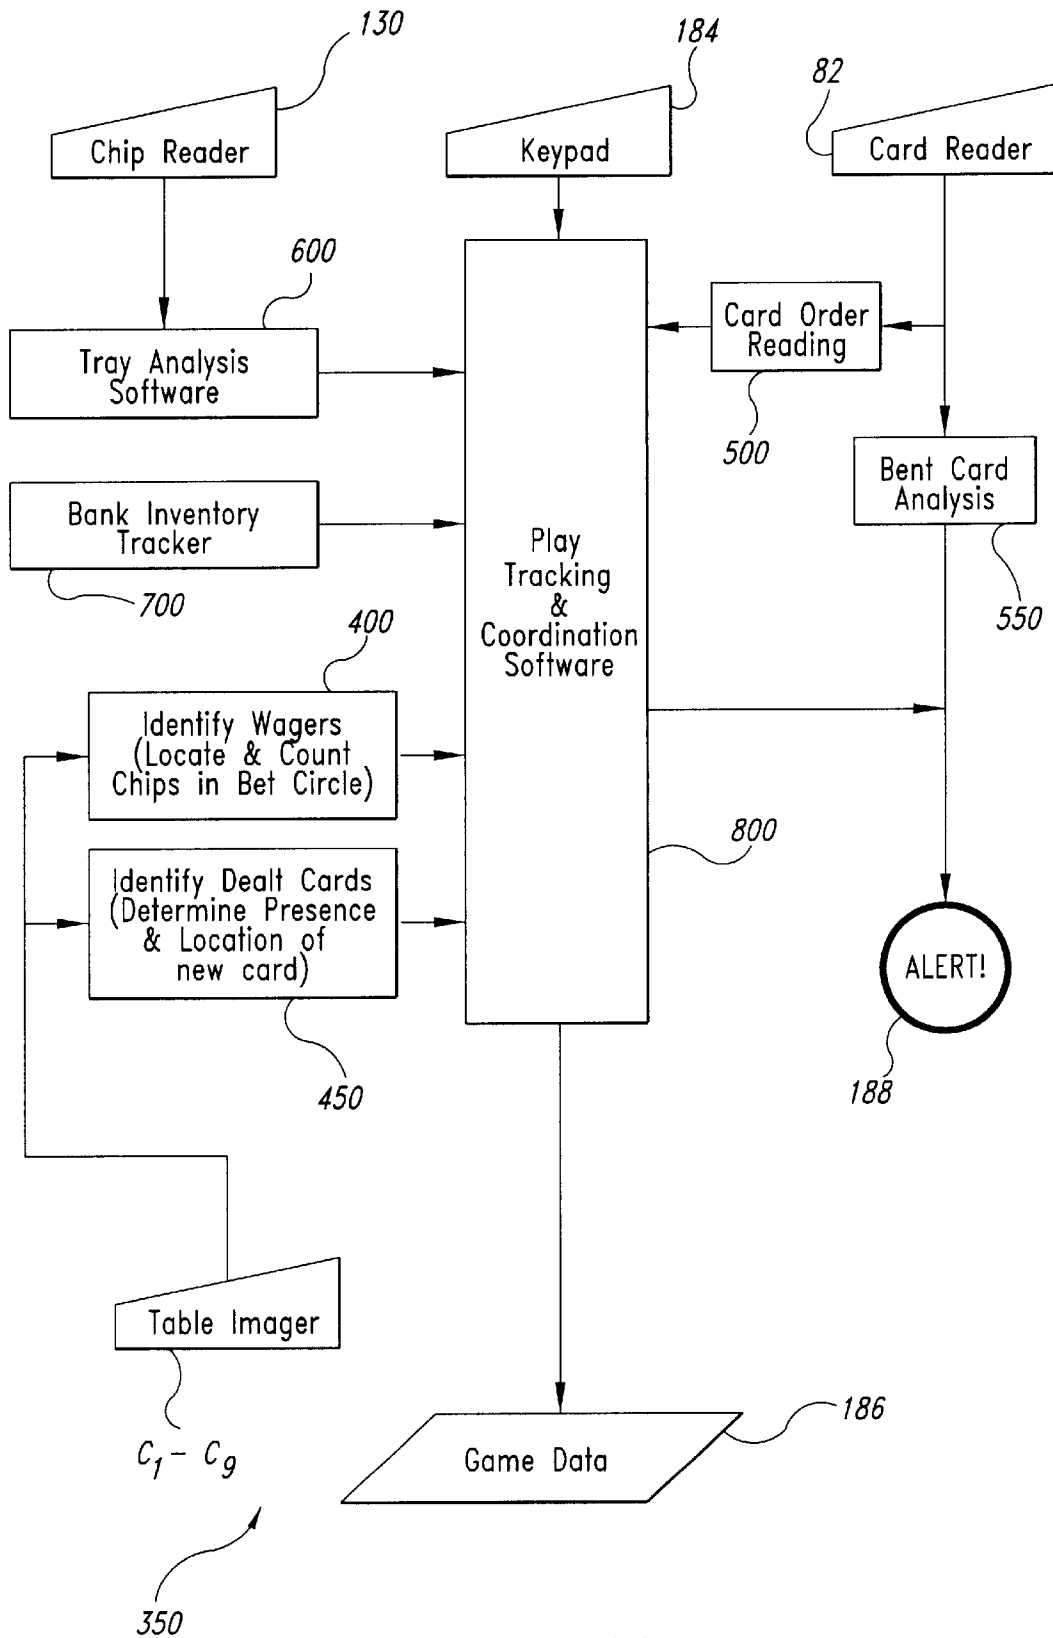 130
184
82
Chip Reader
Keypad
Card Reader
600
Tray Analysis
Software
Card Order
Reading
500
Bent Card
Analysis
550
Bank Inventory
Tracker
700
Play
Tracking
&
Coordination
Software
400
Identify Wagers
(Locate & Count
Chips in Bet Circle)
800
Identify Dealt Cards
(Determine Presence
& Location of
new card)
450
ALERT!
188
Table Imager
C1 - C9
186
Game Data
350